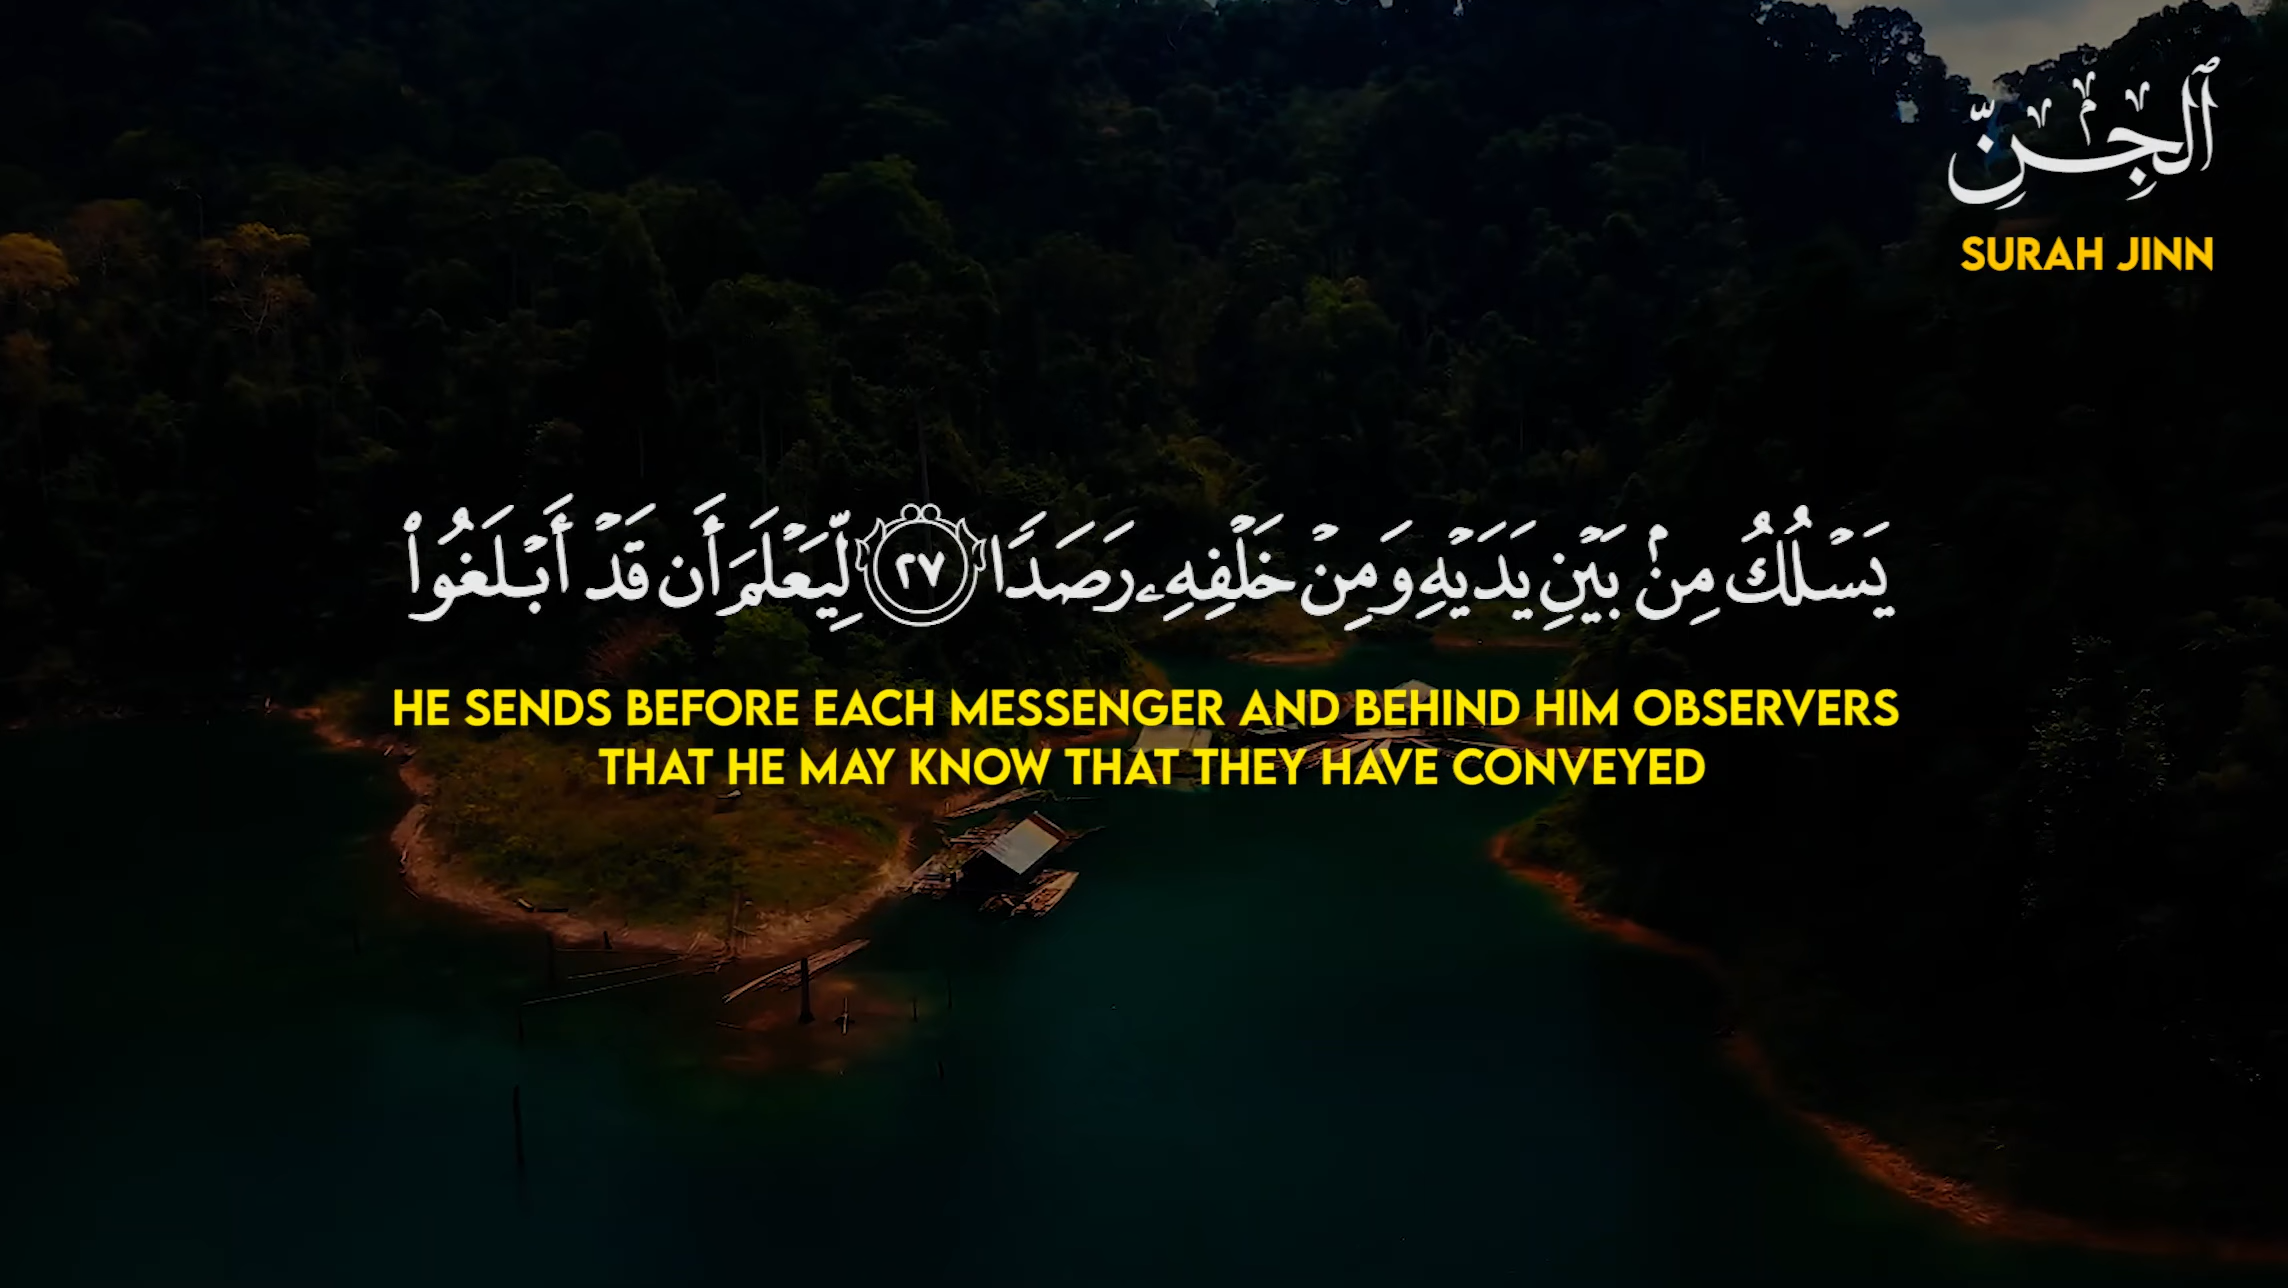 ٱلْجِنّ
SURAH JINN
يَسْلُكُ مِنۢ بَيْنِ يَدَيْهِ وَمِنْ خَلْفِهِۦ رَصَدًا ٢٧ لِّيَعْلَمَ أَن قَدْ أَبْلَغُوا۟
HE SENDS BEFORE EACH MESSENGER AND BEHIND HIM OBSERVERS
THAT HE MAY KNOW THAT THEY HAVE CONVEYED